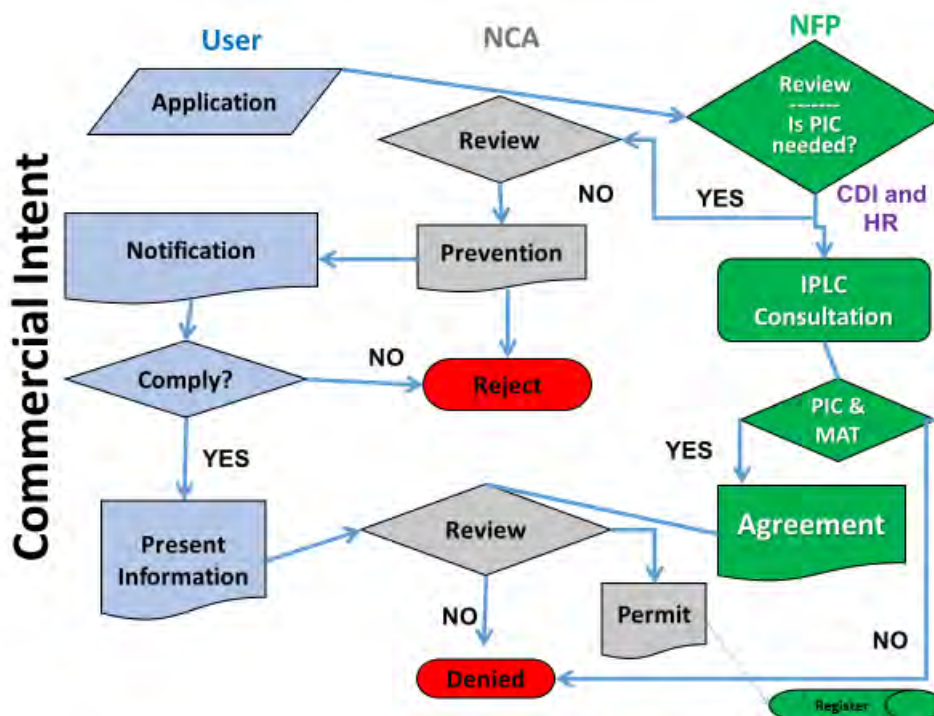 User
NCA
NFP
Commercial Intent
Application
Review
-------
Is PIC
needed?
Review
NO
YES
CDI and
HR
Notification
Prevention
IPLC
Consultation
Comply?
NO
Reject
PIC &
MAT
YES
YES
Agreement
Present
Information
Review
NO
Permit
NO
Denied
Register